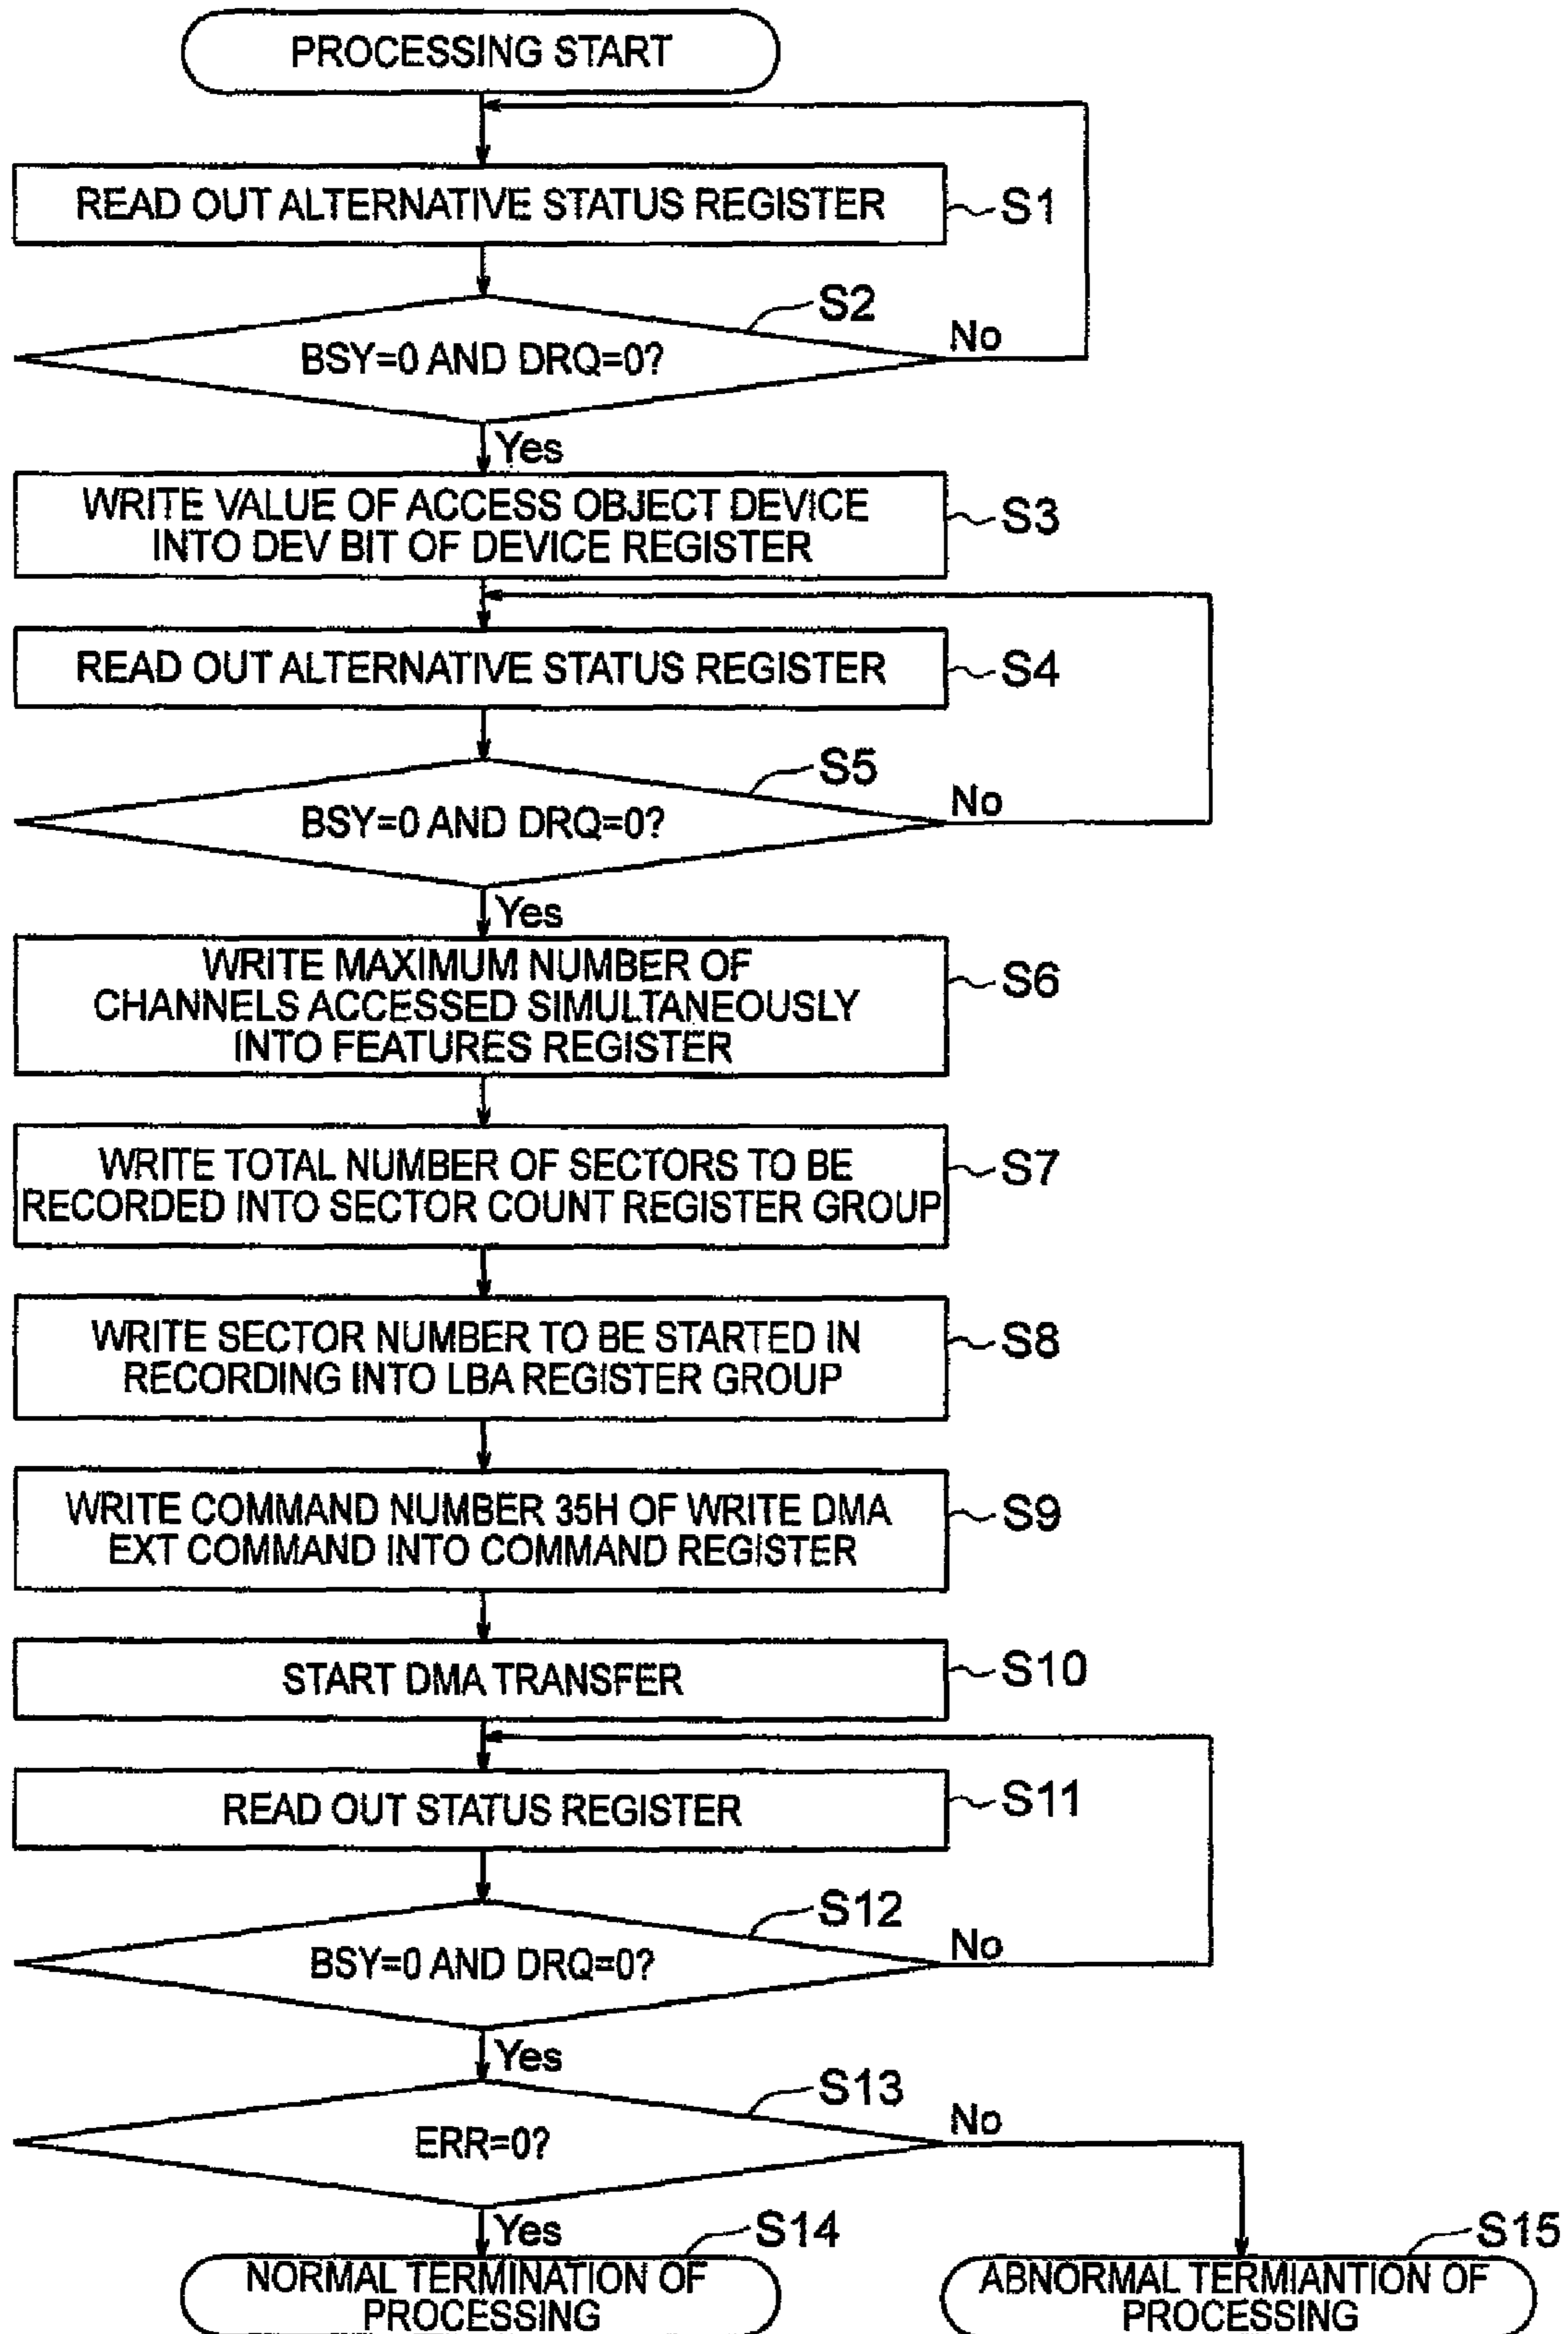 PROCESSING START
READ OUT ALTERNATIVE STATUS REGISTER
S1
S2
BSY=0 AND DRQ=0?
No
Yes
WRITE VALUE OF ACCESS OBJECT DEVICE
INTO DEV BIT OF DEVICE REGISTER
S3
READ OUT ALTERNATIVE STATUS REGISTER
S4
S5
BSY=0 AND DRQ=0?
No
Yes
WRITE MAXIMUM NUMBER OF
CHANNELS ACCESSED SIMULTANEOUSLY
INTO FEATURES REGISTER
S6
WRITE TOTAL NUMBER OF SECTORS TO BE
RECORDED INTO SECTOR COUNT REGISTER GROUP
S7
WRITE SECTOR NUMBER TO BE STARTED IN
RECORDING INTO LBA REGISTER GROUP
S8
WRITE COMMAND NUMBER 35H OF WRITE DMA
EXT COMMAND INTO COMMAND REGISTER
S9
START DMA TRANSFER
S10
READ OUT STATUS REGISTER
S11
S12
BSY=0 AND DRQ=0?
No
Yes
S13
ERR=0?
No
Yes
S14
NORMAL TERMINATION OF
PROCESSING
S15
ABNORMAL TERMIANTION OF
PROCESSING